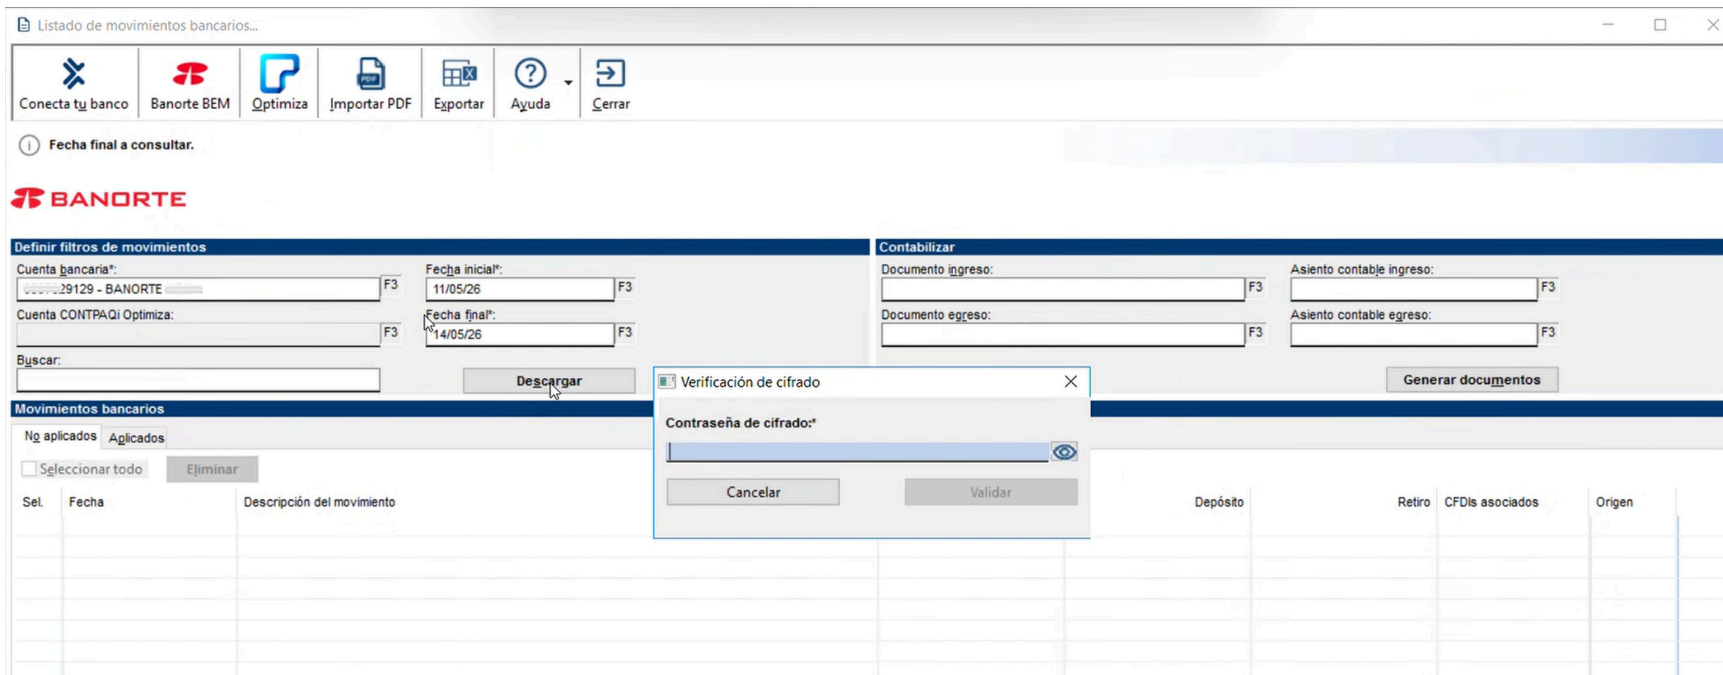 Listado de movimientos bancarios...
Conecta tu banco
Banorte BEM
Optimiza
Importar PDF
Exportar
Ayuda
Cerrar
Fecha final a consultar.
BANORTE
Definir filtros de movimientos
Contabilizar
Cuenta bancaria*:
Fecha inicial*:
Documento ingreso:
Asiento contable ingreso:
29129 - BANORTE
F3
11/05/26
F3
F3
F3
Cuenta CONTPAQi Optimiza:
Fecha final*:
Documento egreso:
Asiento contable egreso:
F3
14/05/26
F3
F3
F3
Buscar:
Descargar
Generar documentos
Verificación de cifrado
Contraseña de cifrado:*
Cancelar
Validar
Movimientos bancarios
No aplicados
Aplicados
Seleccionar todo
Eliminar
Sel.
Fecha
Descripción del movimiento
Depósito
Retiro
CFDIs asociados
Origen